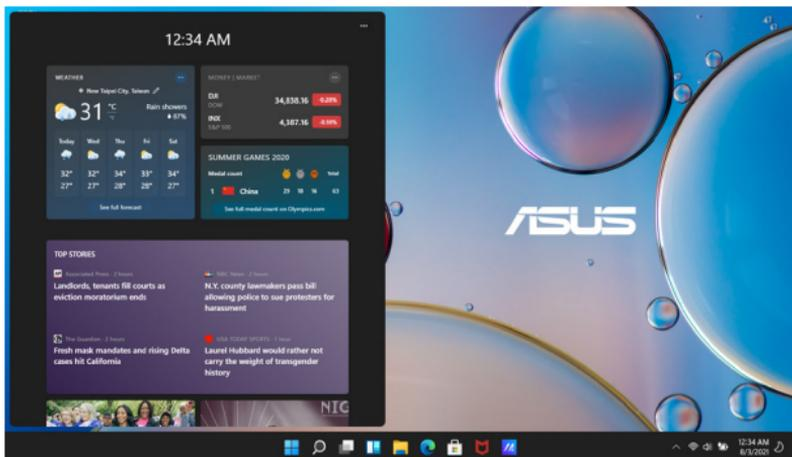 12:34 AM
WEATHER
New Taipei City, Taiwan
31 °C
Rain showers
87%
Today Wed Thu Fri Sat
32° 32° 34° 33° 34°
27° 27° 28° 28° 27°
See full forecast
MONEY | MARKET
DJI 34,838.16 -0.28%
DOW
INX 4,387.16
S&P 500
SUMMER GAMES 2020
Medal count Total
1 China 29 18 16 63
See full medal count on Olympics.com
TOP STORIES
Associated Press · 2 hours
Landlords, tenants fill courts as
eviction moratorium ends
NBC News · 2 hours
N.Y. county lawmakers pass bill
allowing police to sue protesters for
harassment
The Guardian · 2 hours
Fresh mask mandates and rising Delta
cases hit California
USA TODAY SPORTS · 1 hour
Laurel Hubbard would rather not
carry the weight of transgender
history
NIC
ASUS
12:34 AM
8/3/2021